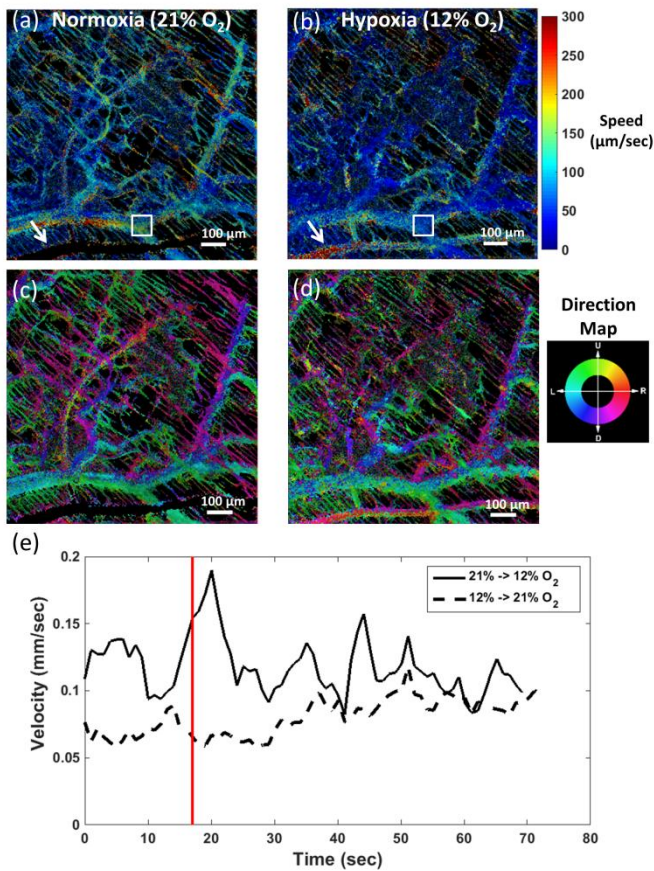 (a) Normoxia (21% O₂)
(b) Hypoxia (12% O₂)
300
250
200
150
100
50
0
Speed
(µm/sec)
100 µm
100 µm
(c)
(d)
Direction
Map
U
L
R
D
100 µm
100 µm
(e)
0.2
0.15
0.1
0.05
0
Velocity (mm/sec)
21% -> 12% O₂
12% -> 21% O₂
0 10 20 30 40 50 60 70 80
Time (sec)